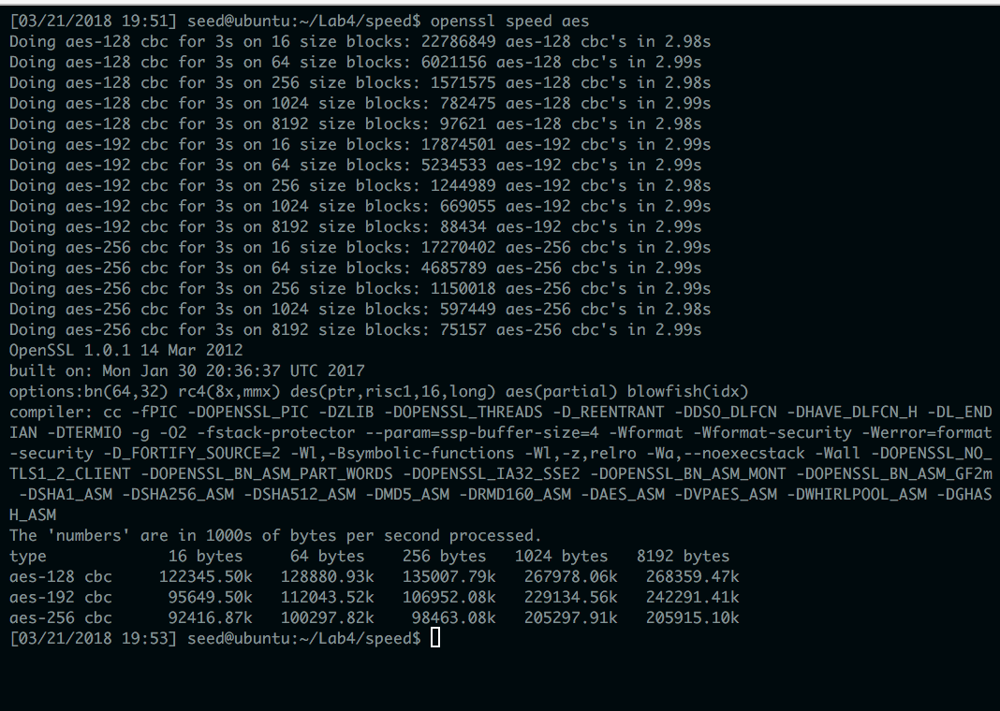 [03/21/2018 19:51] seed@ubuntu:~/Lab4/speed$ openssl speed aes
Doing aes-128 cbc for 3s on 16 size blocks: 22786849 aes-128 cbc's in 2.98s
Doing aes-128 cbc for 3s on 64 size blocks: 6021156 aes-128 cbc's in 2.99s
Doing aes-128 cbc for 3s on 256 size blocks: 1571575 aes-128 cbc's in 2.98s
Doing aes-128 cbc for 3s on 1024 size blocks: 782475 aes-128 cbc's in 2.99s
Doing aes-128 cbc for 3s on 8192 size blocks: 97621 aes-128 cbc's in 2.98s
Doing aes-192 cbc for 3s on 16 size blocks: 17874501 aes-192 cbc's in 2.99s
Doing aes-192 cbc for 3s on 64 size blocks: 5234533 aes-192 cbc's in 2.99s
Doing aes-192 cbc for 3s on 256 size blocks: 1244989 aes-192 cbc's in 2.98s
Doing aes-192 cbc for 3s on 1024 size blocks: 669055 aes-192 cbc's in 2.99s
Doing aes-192 cbc for 3s on 8192 size blocks: 88434 aes-192 cbc's in 2.99s
Doing aes-256 cbc for 3s on 16 size blocks: 17270402 aes-256 cbc's in 2.99s
Doing aes-256 cbc for 3s on 64 size blocks: 4685789 aes-256 cbc's in 2.99s
Doing aes-256 cbc for 3s on 256 size blocks: 1150018 aes-256 cbc's in 2.99s
Doing aes-256 cbc for 3s on 1024 size blocks: 597449 aes-256 cbc's in 2.98s
Doing aes-256 cbc for 3s on 8192 size blocks: 75157 aes-256 cbc's in 2.99s
OpenSSL 1.0.1 14 Mar 2012
built on: Mon Jan 30 20:36:37 UTC 2017
options:bn(64,32) rc4(8x,mmx) des(ptr,risc1,16,long) aes(partial) blowfish(idx)
compiler: cc -fPIC -DOPENSSL_PIC -DZLIB -DOPENSSL_THREADS -D_REENTRANT -DDSO_DLFCN -DHAVE_DLFCN_H -DL_END
IAN -DTERMIO -g -O2 -fstack-protector --param=ssp-buffer-size=4 -Wformat -Wformat-security -Werror=format
-security -D_FORTIFY_SOURCE=2 -Wl,-Bsymbolic-functions -Wl,-z,relro -Wa,--noexecstack -Wall -DOPENSSL_NO_
TLS1_2_CLIENT -DOPENSSL_BN_ASM_PART_WORDS -DOPENSSL_IA32_SSE2 -DOPENSSL_BN_ASM_MONT -DOPENSSL_BN_ASM_GF2m
 -DSHA1_ASM -DSHA256_ASM -DSHA512_ASM -DMD5_ASM -DRMD160_ASM -DAES_ASM -DVPAES_ASM -DWHIRLPOOL_ASM -DGHAS
H_ASM
The 'numbers' are in 1000s of bytes per second processed.
type             16 bytes     64 bytes    256 bytes   1024 bytes   8192 bytes
aes-128 cbc     122345.50k   128880.93k   135007.79k   267978.06k   268359.47k
aes-192 cbc      95649.50k   112043.52k   106952.08k   229134.56k   242291.41k
aes-256 cbc      92416.87k   100297.82k    98463.08k   205297.91k   205915.10k
[03/21/2018 19:53] seed@ubuntu:~/Lab4/speed$